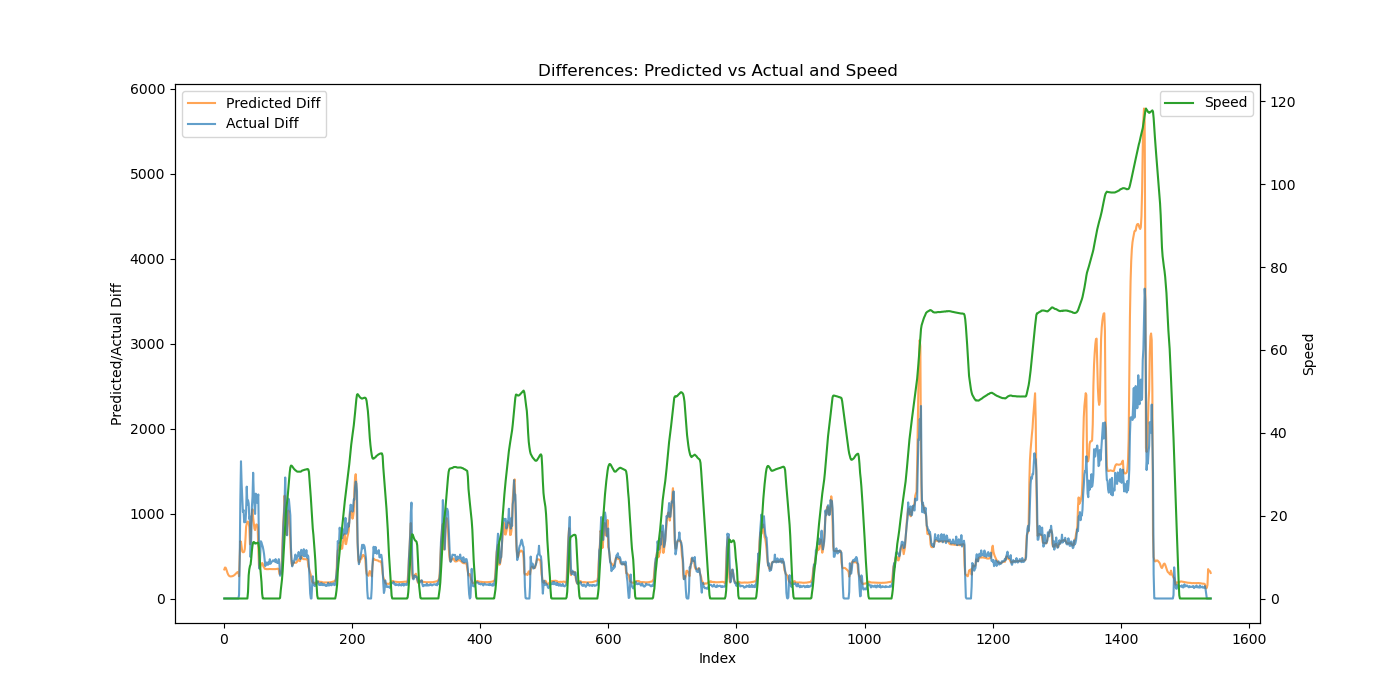 Differences: Predicted vs Actual and Speed
Predicted Diff
Actual Diff
Speed
6000
5000
4000
3000
2000
1000
0
Predicted/Actual Diff
120
100
80
60
40
20
0
Speed
0 200 400 600 800 1000 1200 1400 1600
Index